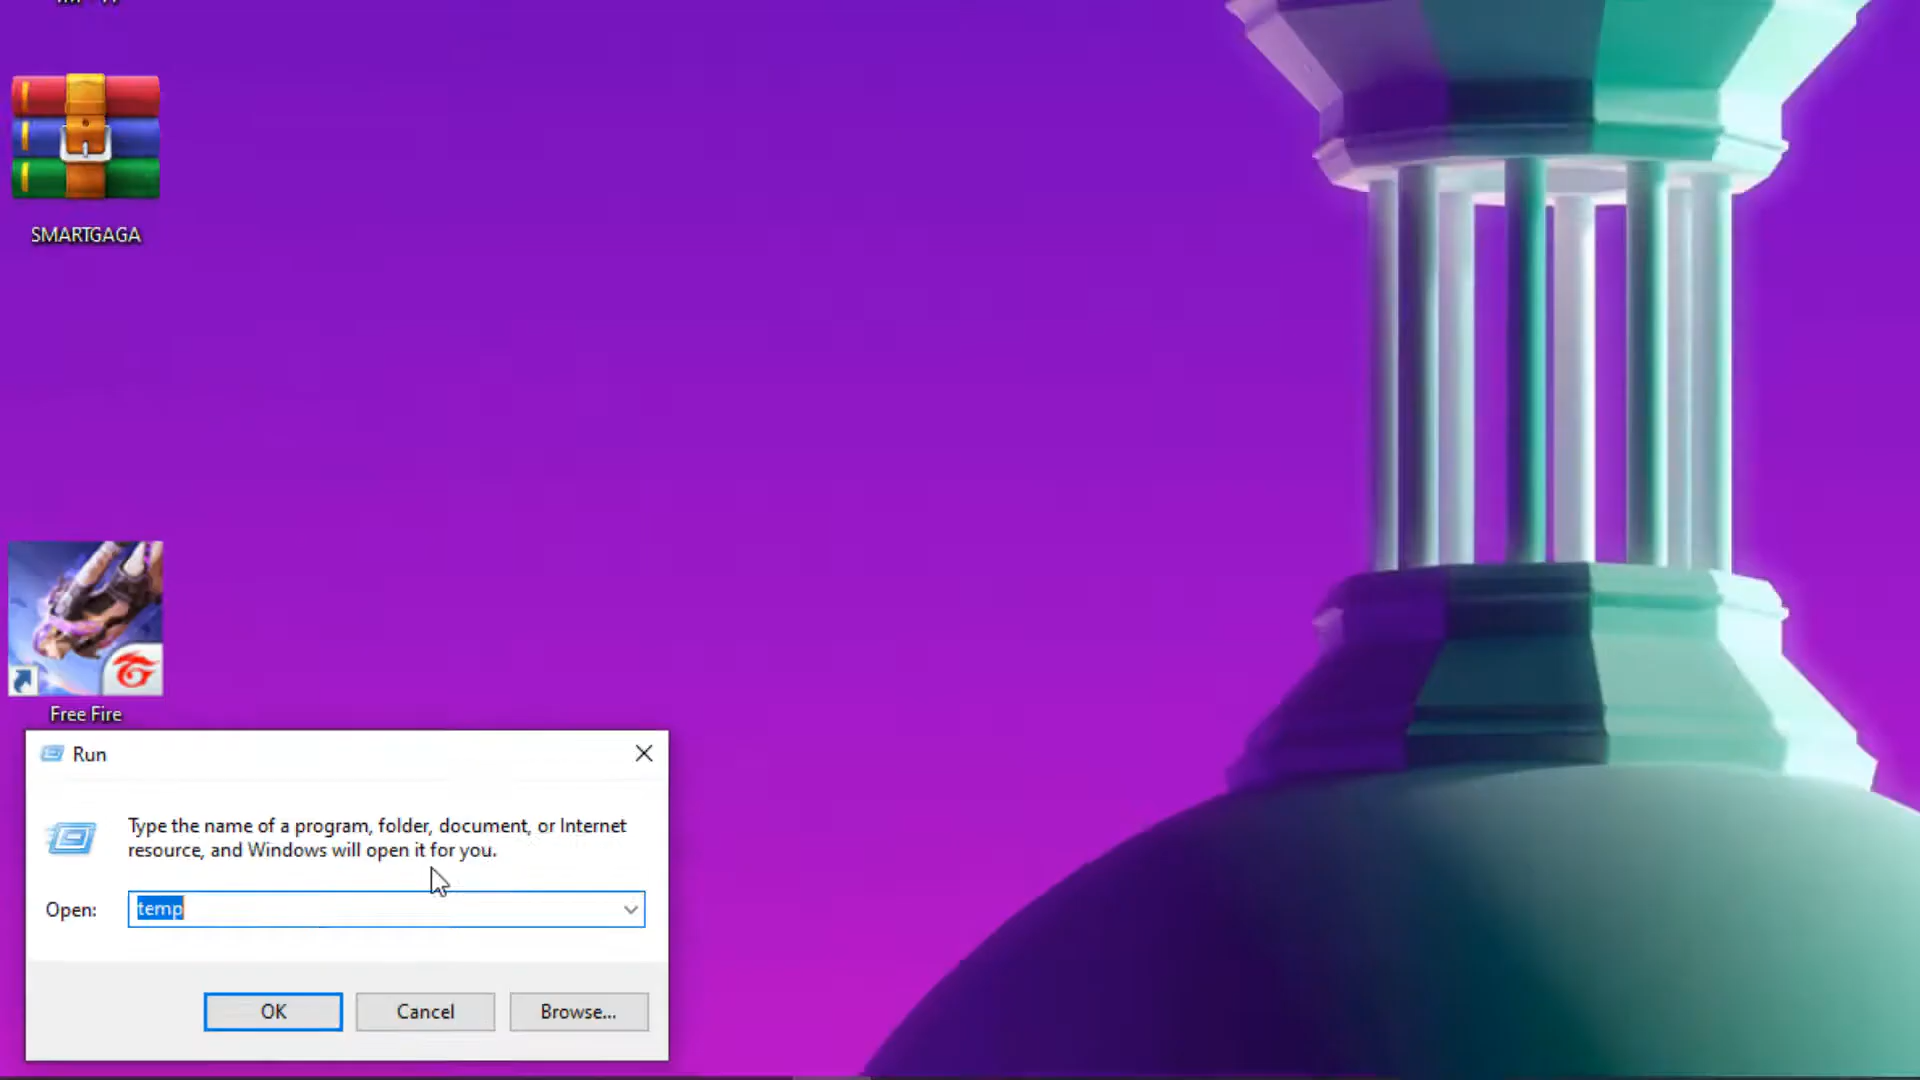 SMARTGAGA
Free Fire
Run
Type the name of a program, folder, document, or Internet
resource, and Windows will open it for you.
Open:
temp
OK
Cancel
Browse...